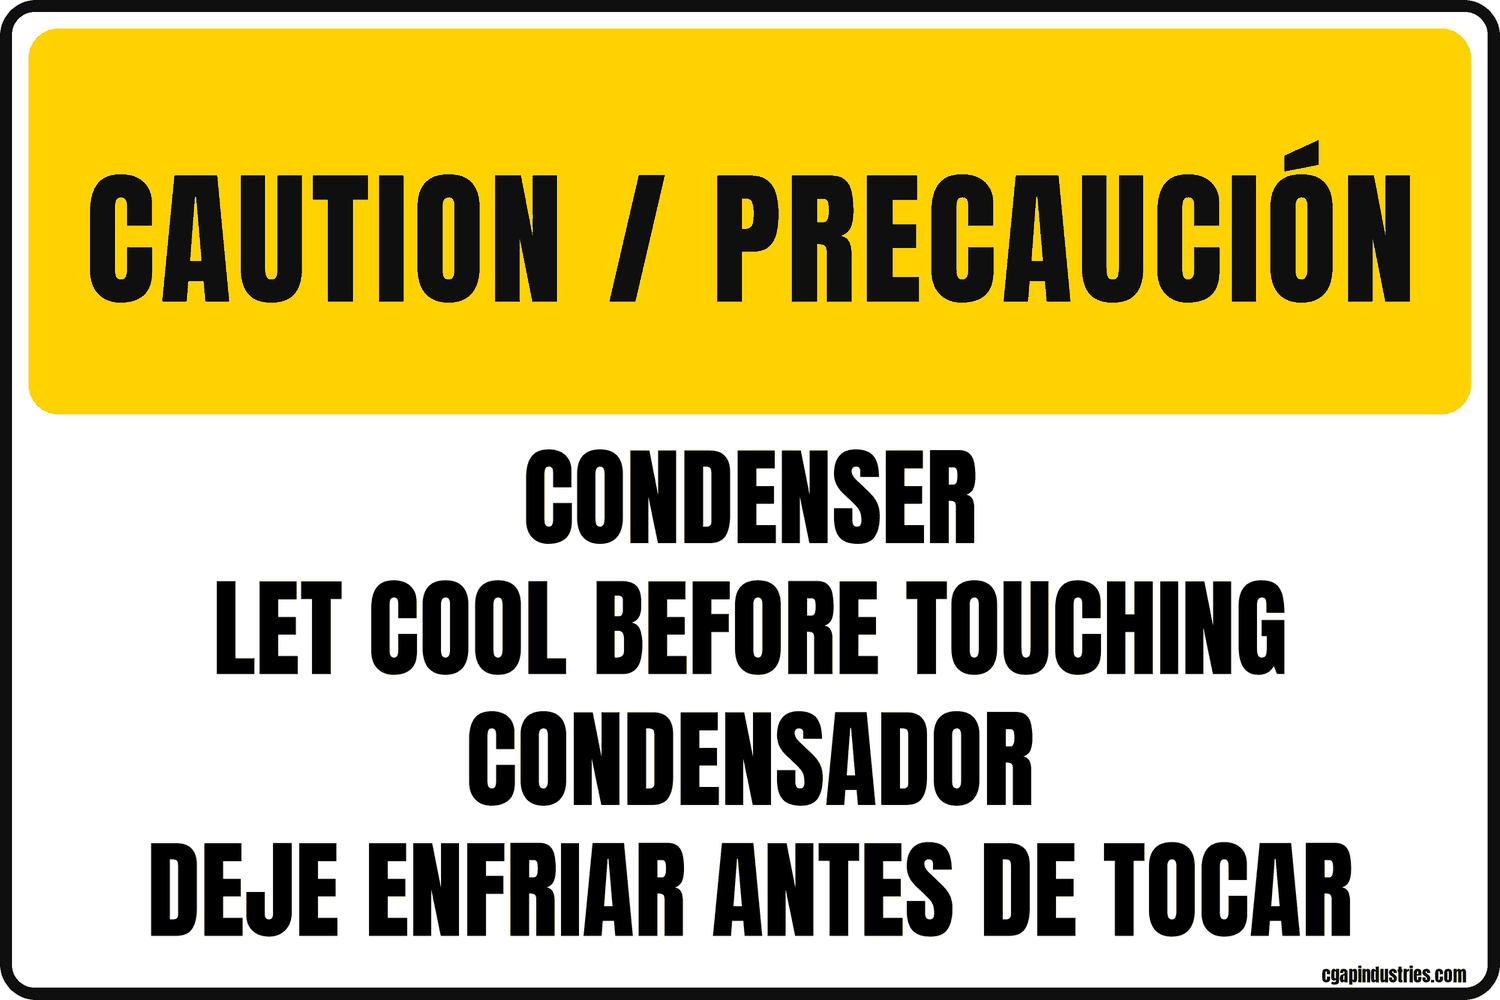 CAUTION / PRECAUCIÓN
CONDENSER
LET COOL BEFORE TOUCHING
CONDENSADOR
DEJE ENFRIAR ANTES DE TOCAR
cgapindustries.com